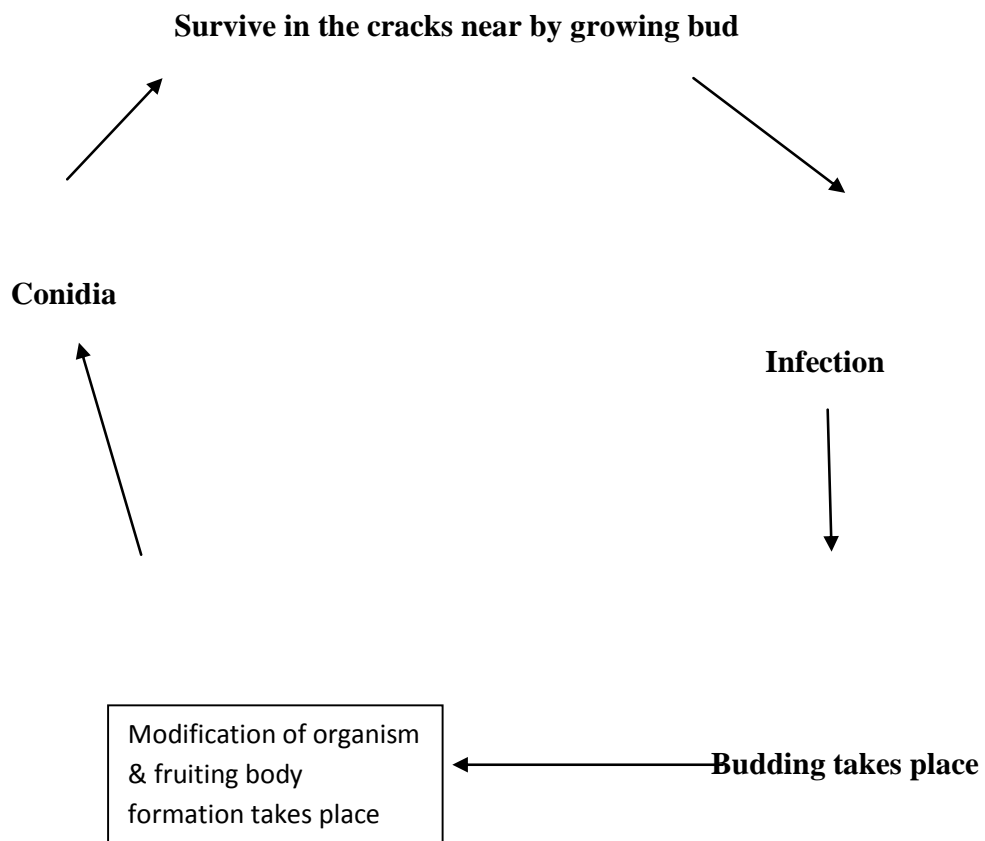 Survive in the cracks near by growing bud
Conidia
Infection
Modification of organism
& fruiting body
formation takes place
Budding takes place